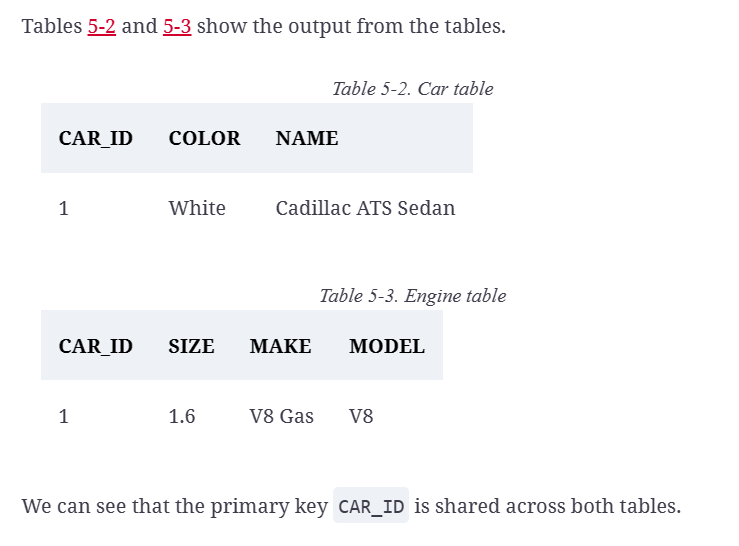 Tables 5-2 and 5-3 show the output from the tables.
Table 5-2. Car table
CAR_ID COLOR NAME
1 White Cadillac ATS Sedan
Table 5-3. Engine table
CAR_ID SIZE MAKE MODEL
1 1.6 V8 Gas V8
We can see that the primary key CAR_ID is shared across both tables.